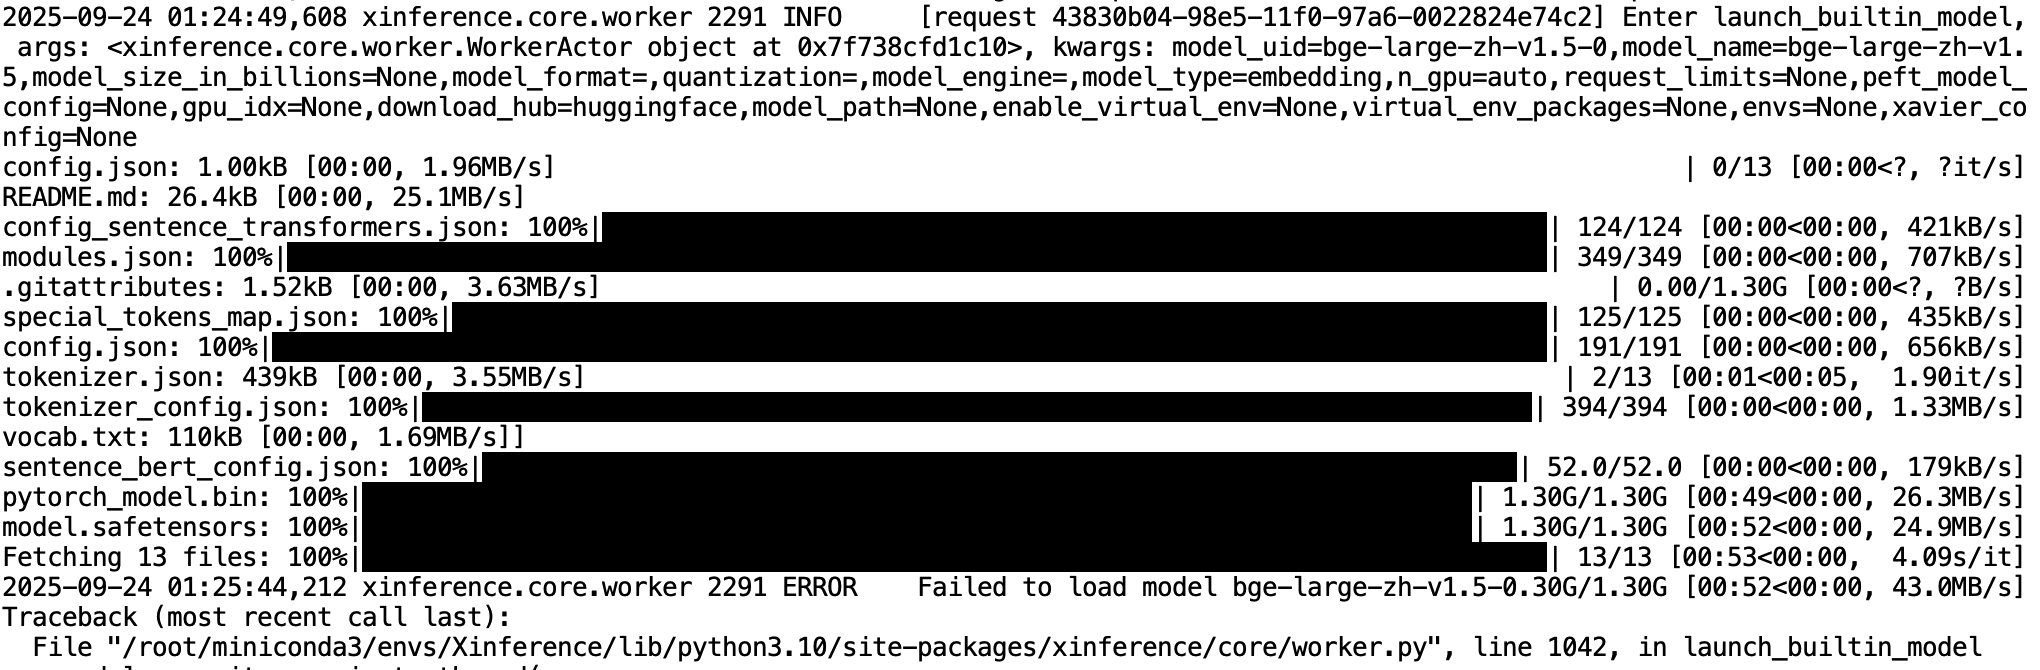 2025-09-24 01:24:49,608 xinference.core.worker 2291 INFO     [request 43830b04-98e5-11f0-97a6-0022824e74c2] Enter launch_builtin_model,
 args: <xinference.core.worker.WorkerActor object at 0x7f738cfd1c10>, kwargs: model_uid=bge-large-zh-v1.5-0,model_name=bge-large-zh-v1.
5,model_size_in_billions=None,model_format=,quantization=,model_engine=,model_type=embedding,n_gpu=auto,request_limits=None,peft_model_
config=None,gpu_idx=None,download_hub=huggingface,model_path=None,enable_virtual_env=None,virtual_env_packages=None,envs=None,xavier_co
nfig=None
config.json: 1.00kB [00:00, 1.96MB/s] | 0/13 [00:00<?, ?it/s]
README.md: 26.4kB [00:00, 25.1MB/s]
config_sentence_transformers.json: 100%| | 124/124 [00:00<00:00, 421kB/s]
modules.json: 100%| | 349/349 [00:00<00:00, 707kB/s]
.gitattributes: 1.52kB [00:00, 3.63MB/s] | 0.00/1.30G [00:00<?, ?B/s]
special_tokens_map.json: 100%| | 125/125 [00:00<00:00, 435kB/s]
config.json: 100%| | 191/191 [00:00<00:00, 656kB/s]
tokenizer.json: 439kB [00:00, 3.55MB/s] | 2/13 [00:01<00:05,  1.90it/s]
tokenizer_config.json: 100%| | 394/394 [00:00<00:00, 1.33MB/s]
vocab.txt: 110kB [00:00, 1.69MB/s]]
sentence_bert_config.json: 100%| | 52.0/52.0 [00:00<00:00, 179kB/s]
pytorch_model.bin: 100%| | 1.30G/1.30G [00:49<00:00, 26.3MB/s]
model.safetensors: 100%| | 1.30G/1.30G [00:52<00:00, 24.9MB/s]
Fetching 13 files: 100%| | 13/13 [00:53<00:00,  4.09s/it]
2025-09-24 01:25:44,212 xinference.core.worker 2291 ERROR    Failed to load model bge-large-zh-v1.5-0.30G/1.30G [00:52<00:00, 43.0MB/s]
Traceback (most recent call last):
  File "/root/miniconda3/envs/Xinference/lib/python3.10/site-packages/xinference/core/worker.py", line 1042, in launch_builtin_model